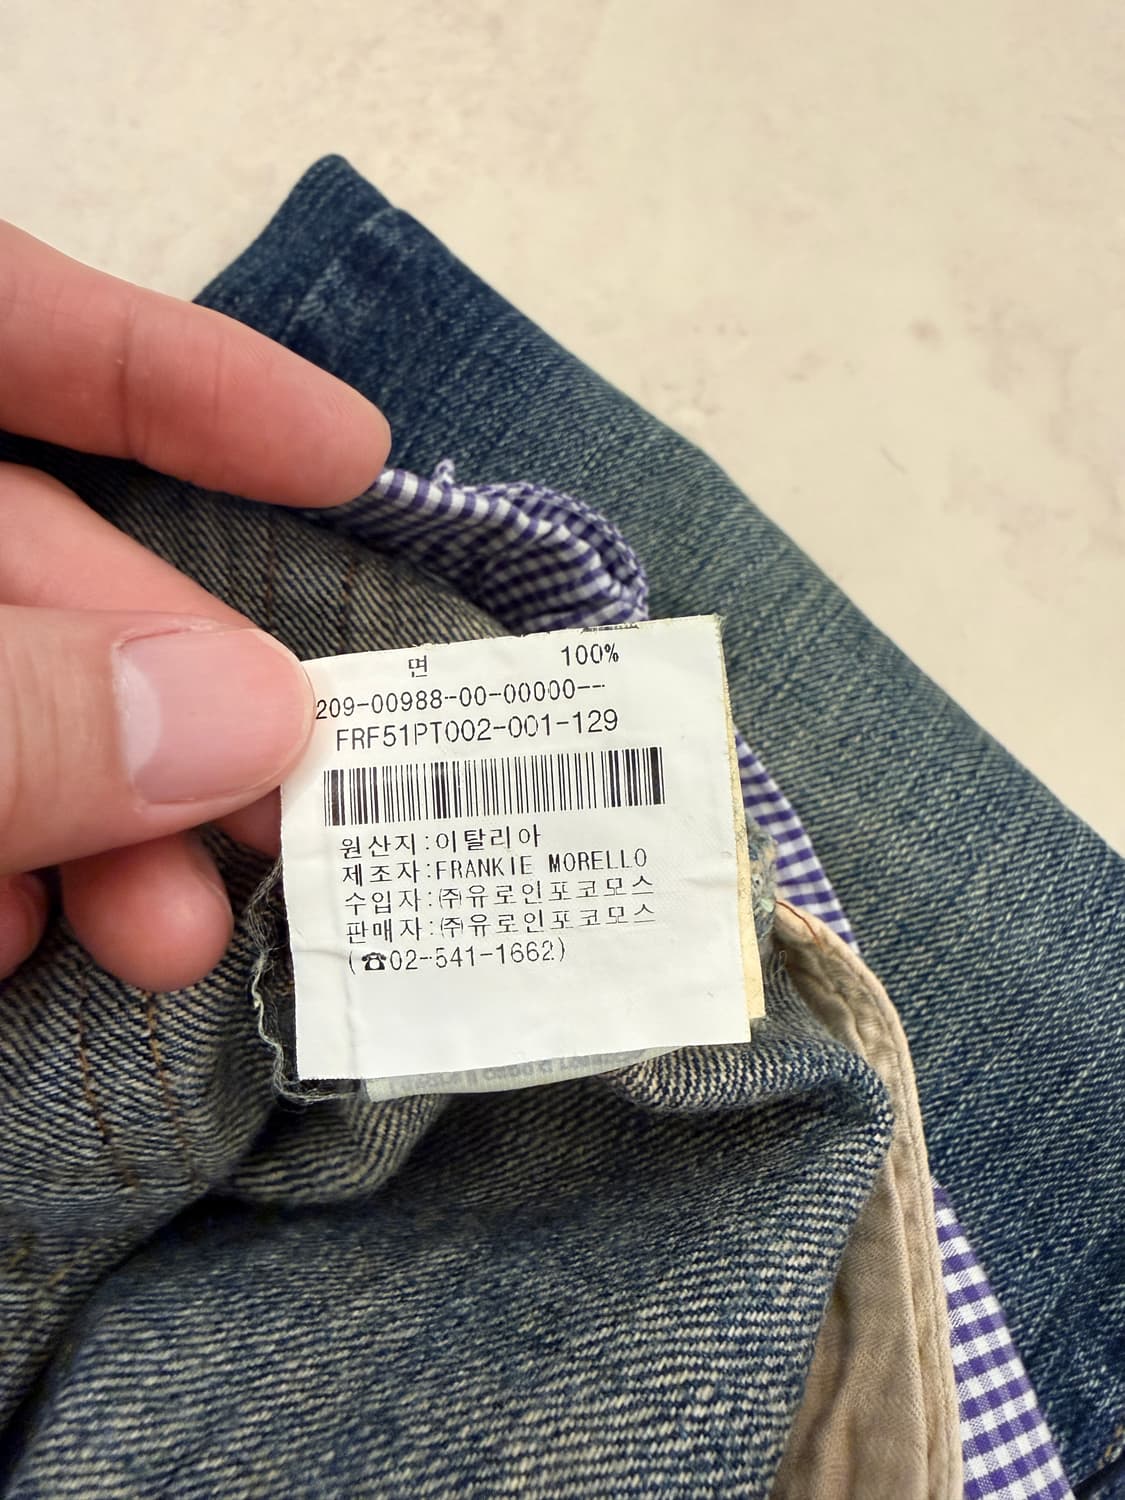 면 100%
209-00988-00-00000--
FRF51PT002-001-129
원산지:이탈리아
제조자:FRANKIE MORELLO
수입자:㈜유로인포코모스
판매자:㈜유로인포코모스
(☎02-541-1662)